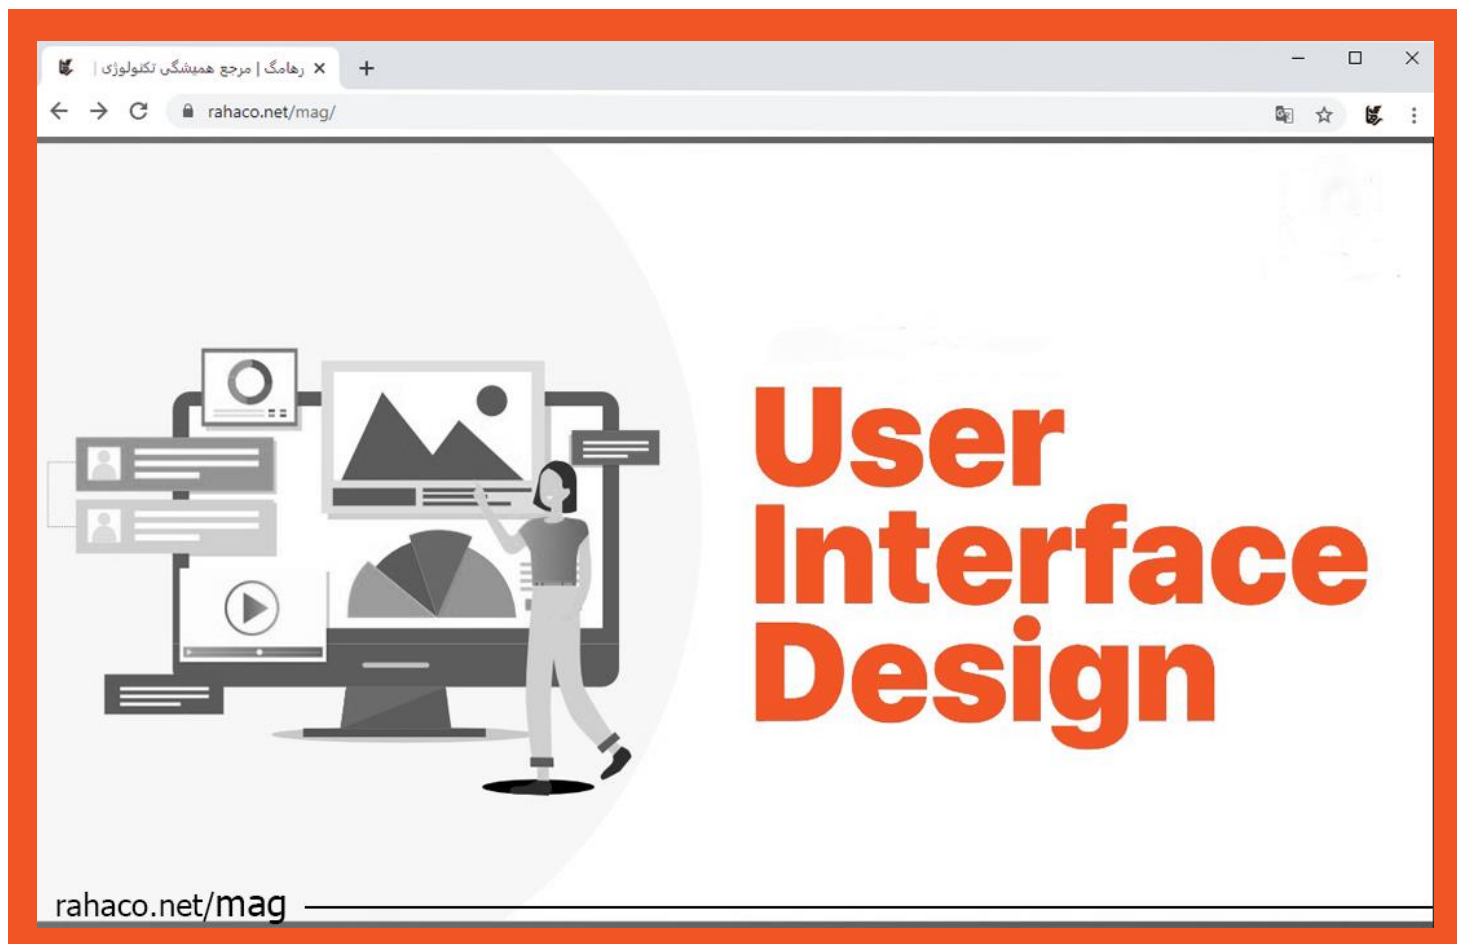 رهامگ | مرجع همیشگی تکنولوژی |
rahaco.net/mag/
User
Interface
Design
rahaco.net/mag